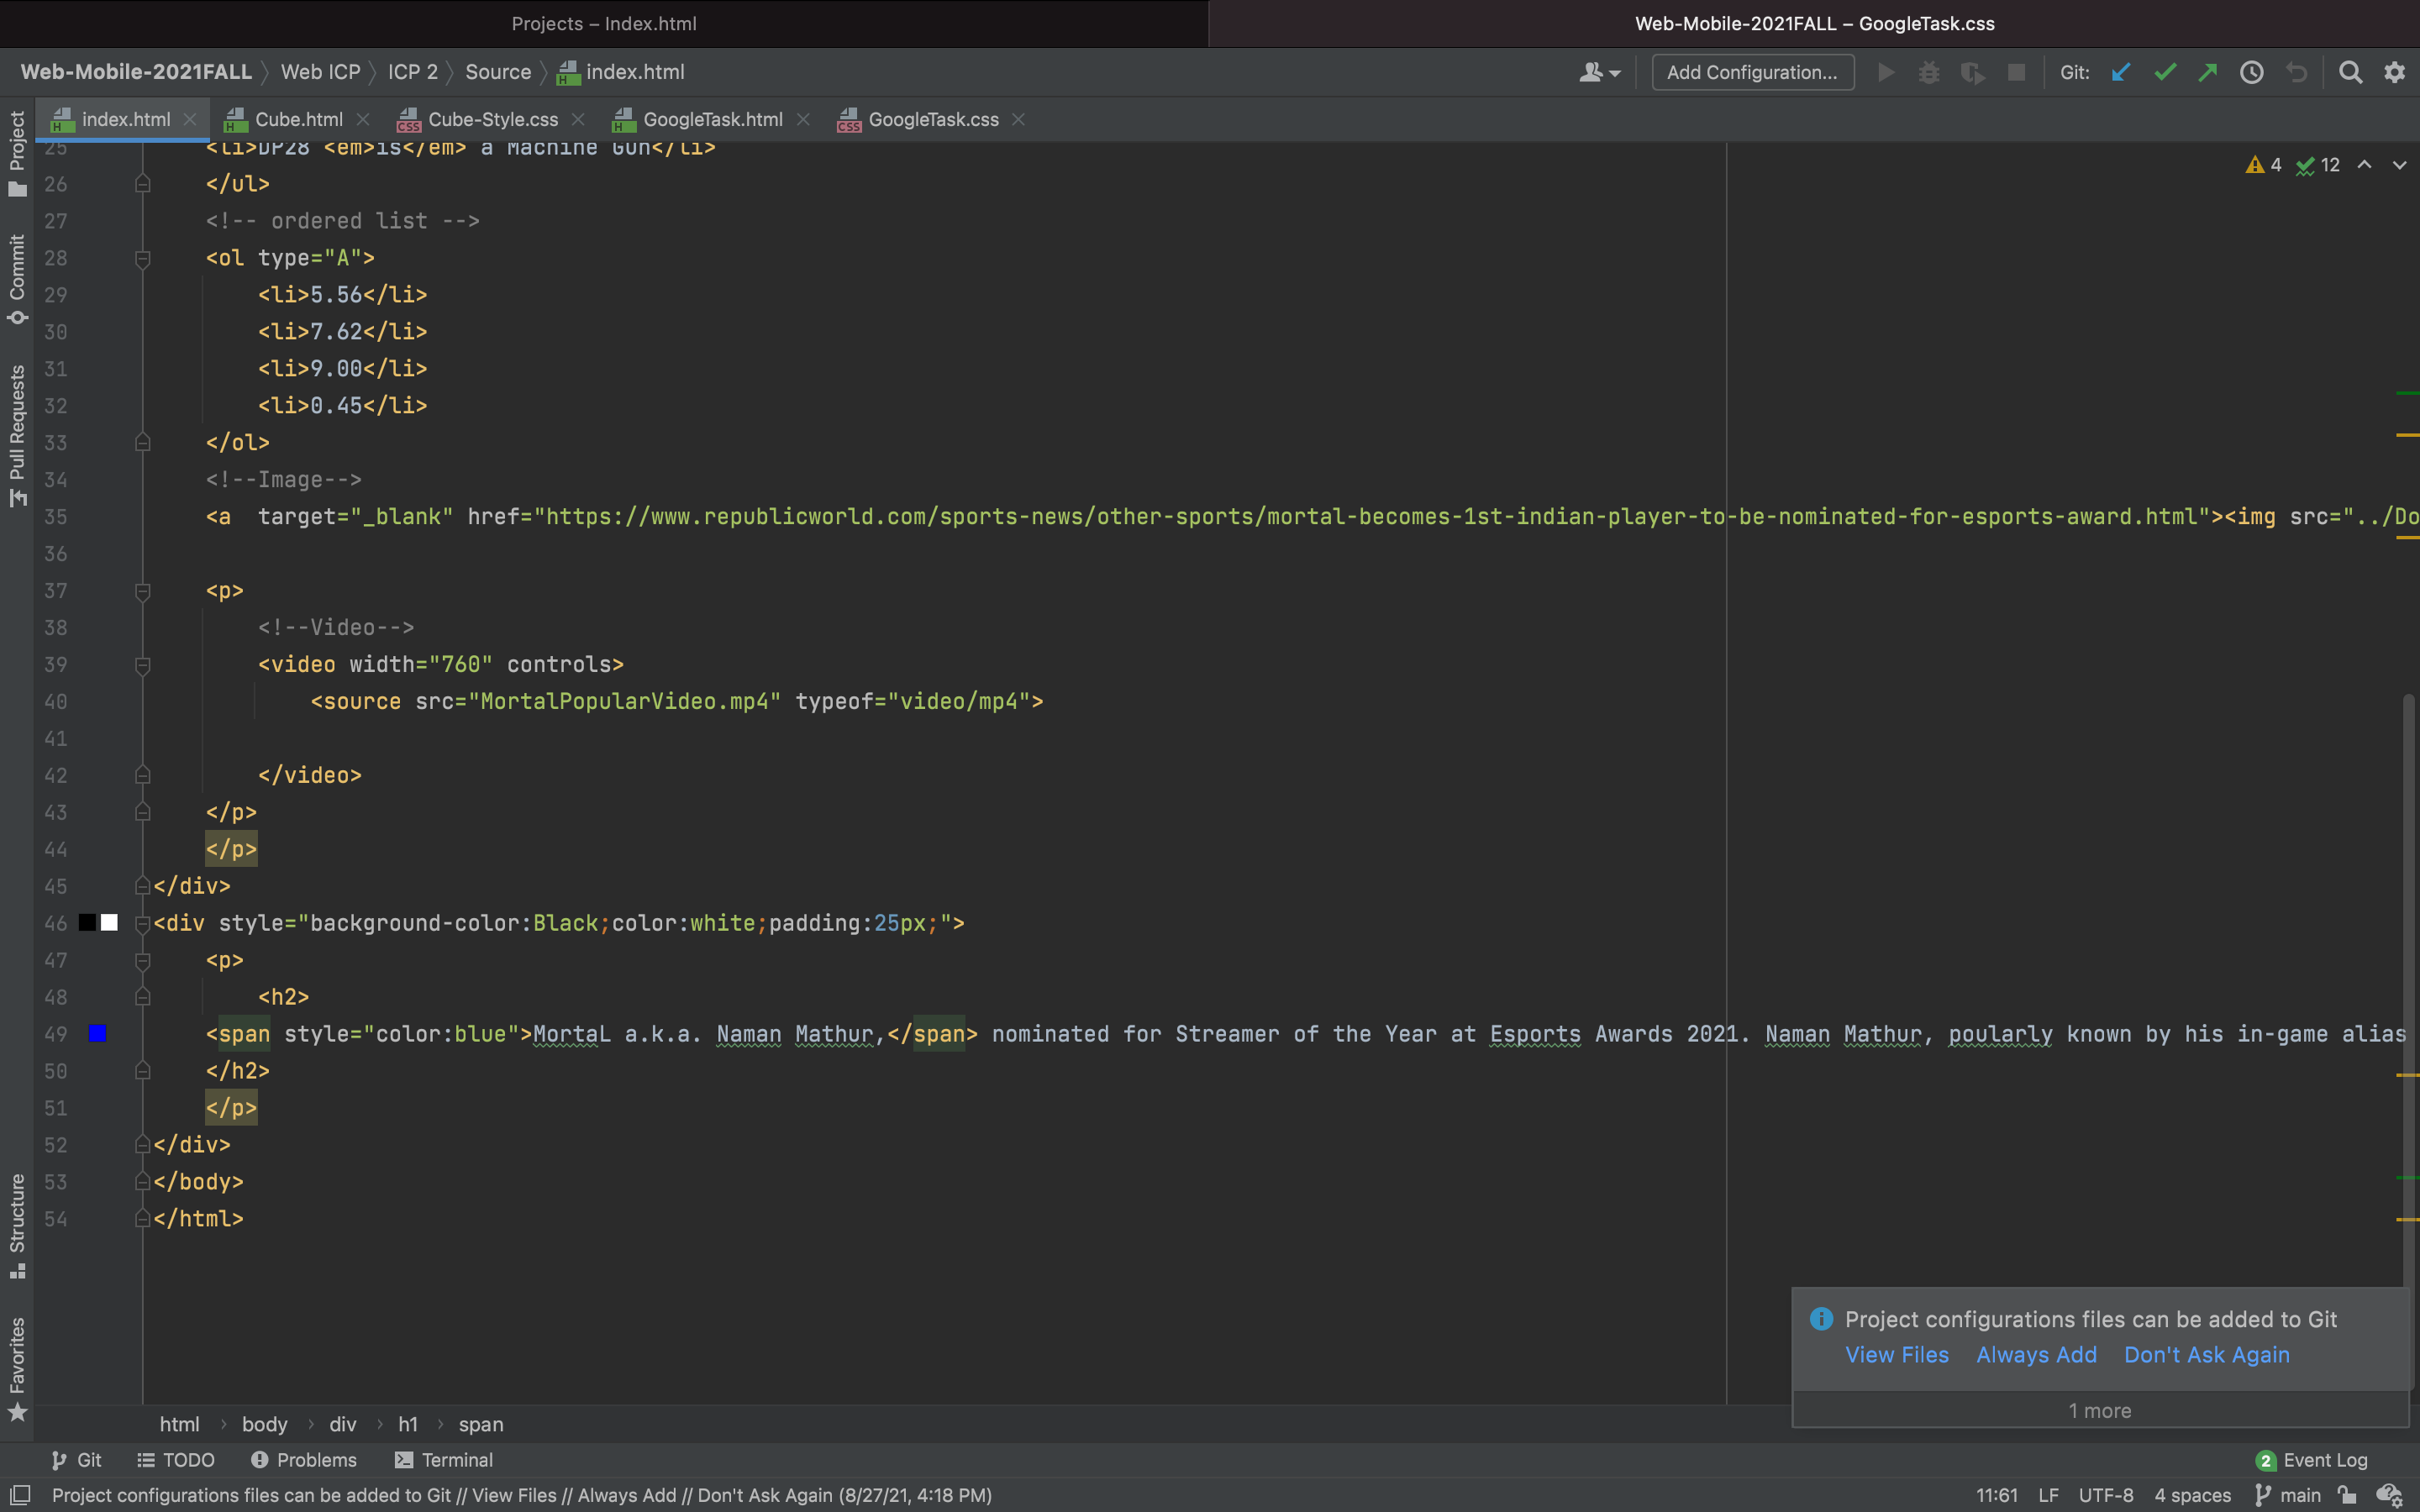 Projects – Index.html
Web-Mobile-2021FALL – GoogleTask.css
Web-Mobile-2021FALL Web ICP ICP 2 Source index.html
Add Configuration... Git:
index.html Cube.html Cube-Style.css GoogleTask.html GoogleTask.css
Project
Commit
Pull Requests
Structure
Favorites
4 12
25 <li>DP28 <em>is</em> a Machine Gun</li>
26 </ul>
27 <!-- ordered list -->
28 <ol type="A">
29 <li>5.56</li>
30 <li>7.62</li>
31 <li>9.00</li>
32 <li>0.45</li>
33 </ol>
34 <!--Image-->
35 <a  target="_blank" href="https://www.republicworld.com/sports-news/other-sports/mortal-becomes-1st-indian-player-to-be-nominated-for-esports-award.html"><img src="../Do
36
37 <p>
38 <!--Video-->
39 <video width="760" controls>
40 <source src="MortalPopularVideo.mp4" typeof="video/mp4">
41
42 </video>
43 </p>
44 </p>
45 </div>
46 <div style="background-color:Black;color:white;padding:25px;">
47 <p>
48 <h2>
49 <span style="color:blue">MortaL a.k.a. Naman Mathur,</span> nominated for Streamer of the Year at Esports Awards 2021. Naman Mathur, poularly known by his in-game alias
50 </h2>
51 </p>
52 </div>
53 </body>
54 </html>
Project configurations files can be added to Git
View Files Always Add Don't Ask Again
1 more
html body div h1 span
Git TODO Problems Terminal
2 Event Log
Project configurations files can be added to Git // View Files // Always Add // Don't Ask Again (8/27/21, 4:18 PM)
11:61 LF UTF-8 4 spaces main